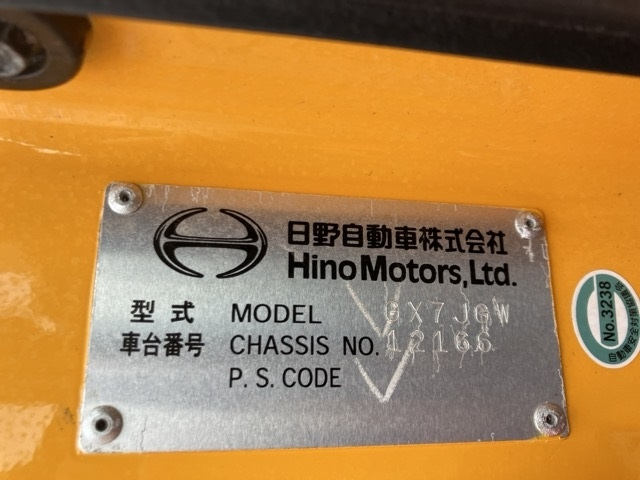 日野自動車株式会社
Hino Motors, Ltd.
型式 MODEL GX7JGW
車台番号 CHASSIS NO. 12166
P. S. CODE
No.3238